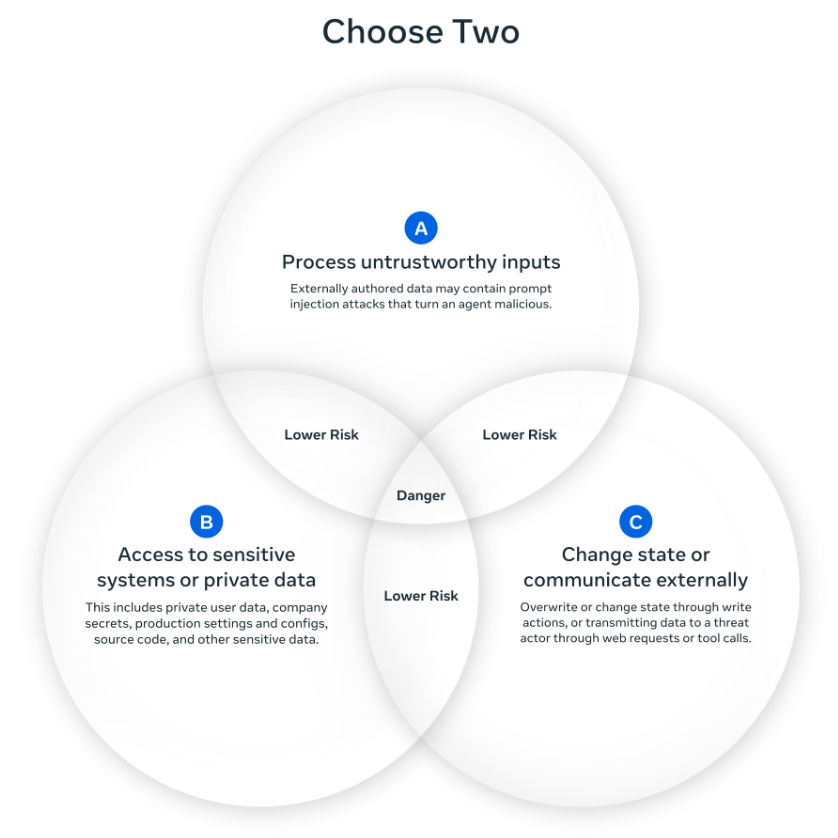 Choose Two
A
Process untrustworthy inputs
Externally authored data may contain prompt
injection attacks that turn an agent malicious.
Lower Risk
Lower Risk
Danger
B
Access to sensitive
systems or private data
This includes private user data, company
secrets, production settings and configs,
source code, and other sensitive data.
Lower Risk
C
Change state or
communicate externally
Overwrite or change state through write
actions, or transmitting data to a threat
actor through web requests or tool calls.